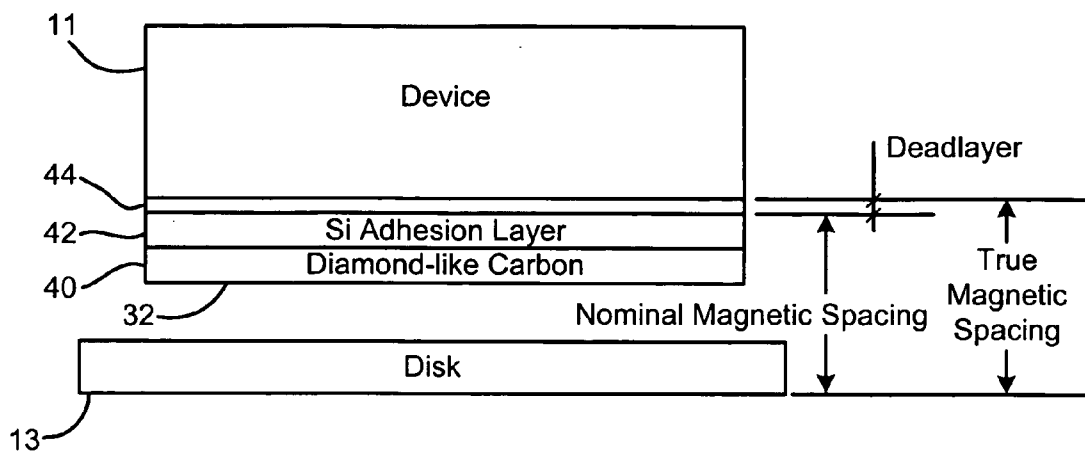 11
Device
Deadlayer
44
42
Si Adhesion Layer
40
Diamond-like Carbon
32
Nominal Magnetic Spacing
True
Magnetic
Spacing
Disk
13